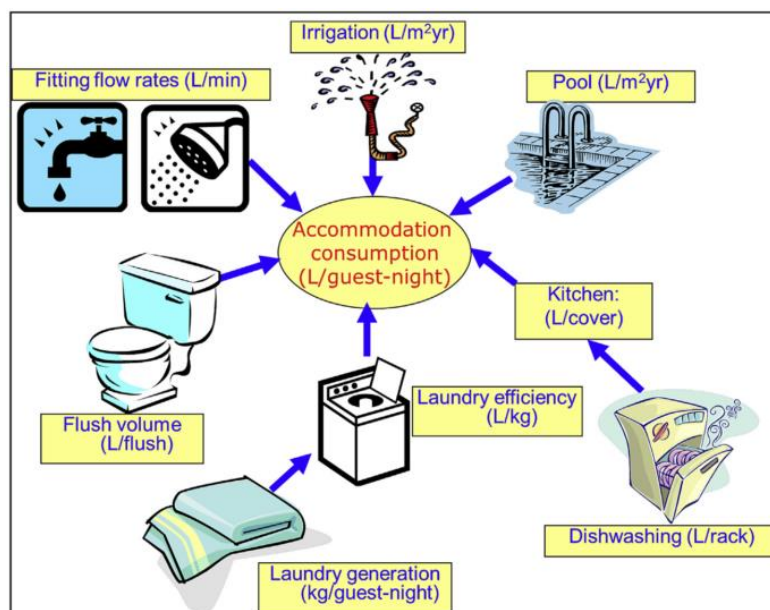 Irrigation (L/m²yr)
Fitting flow rates (L/min)
Pool (L/m²yr)
Accommodation
consumption
(L/guest-night)
Kitchen:
(L/cover)
Laundry efficiency
(L/kg)
Flush volume
(L/flush)
Dishwashing (L/rack)
Laundry generation
(kg/guest-night)